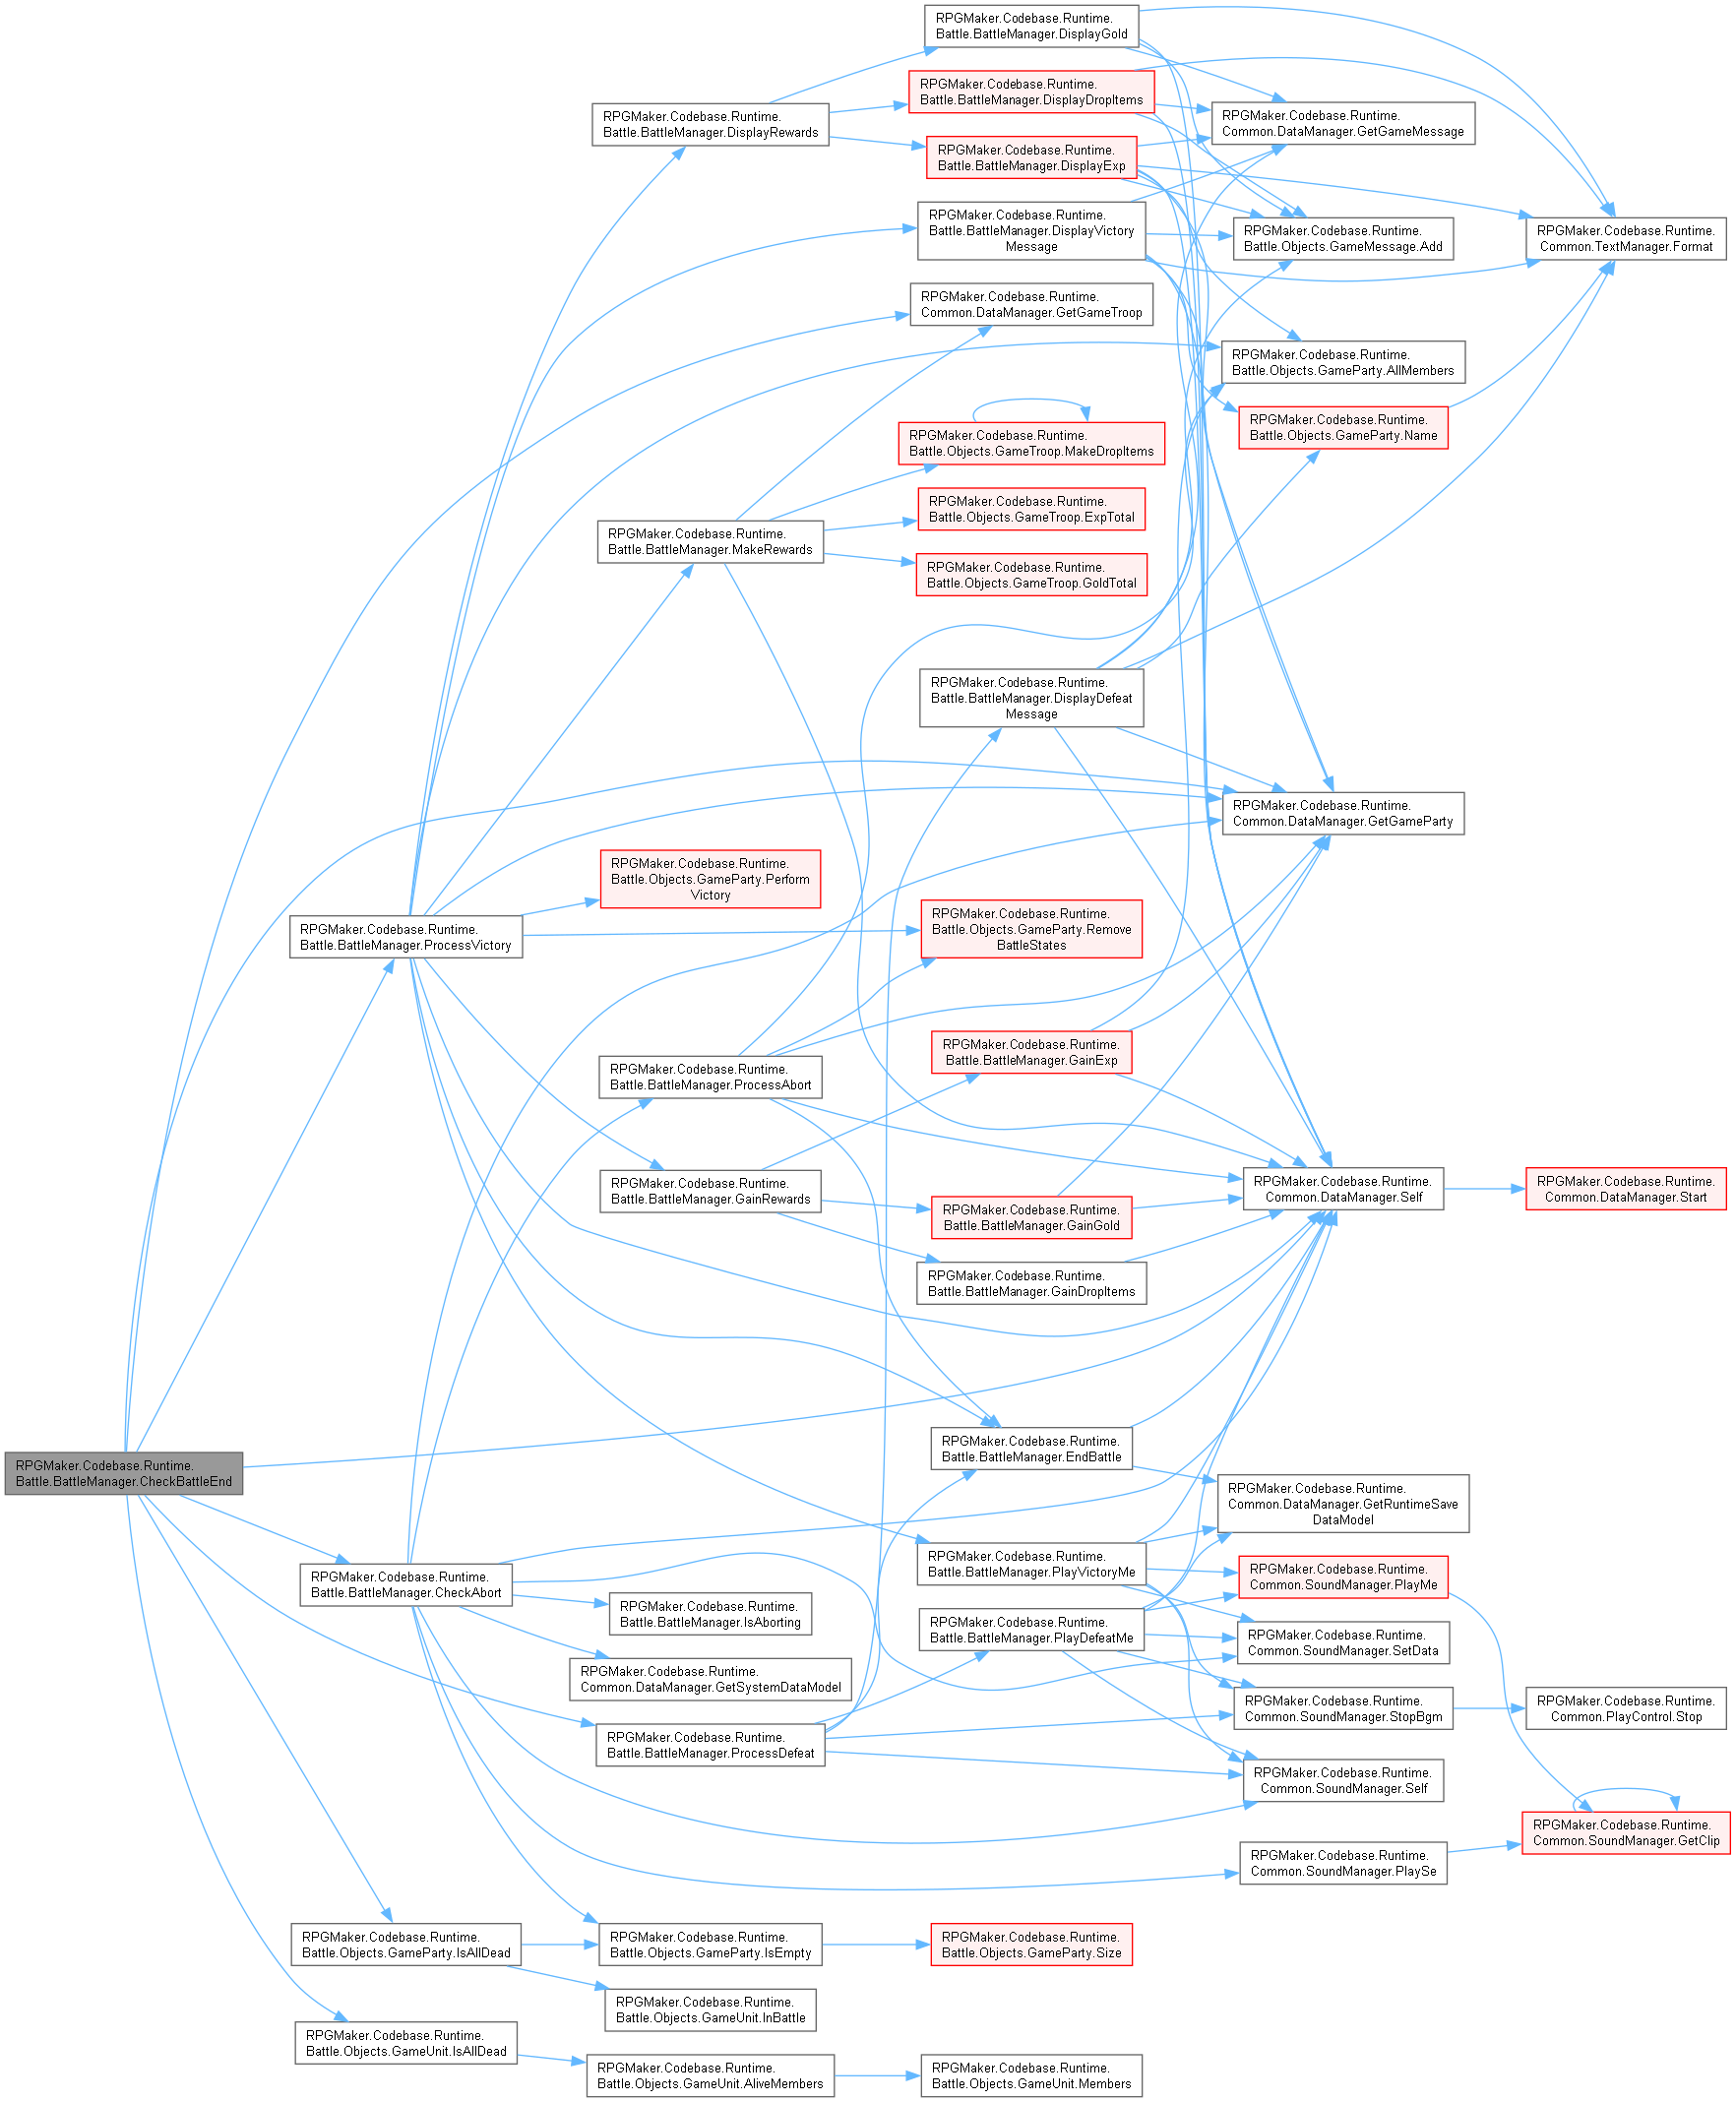 RPGMaker.Codebase.Runtime.
Battle.BattleManager.DisplayGold
RPGMaker.Codebase.Runtime.
Battle.BattleManager.DisplayDropItems
RPGMaker.Codebase.Runtime.
Battle.BattleManager.DisplayRewards
RPGMaker.Codebase.Runtime.
Common.DataManager.GetGameMessage
RPGMaker.Codebase.Runtime.
Battle.BattleManager.DisplayExp
RPGMaker.Codebase.Runtime.
Battle.BattleManager.DisplayVictory
Message
RPGMaker.Codebase.Runtime.
Battle.Objects.GameMessage.Add
RPGMaker.Codebase.Runtime.
Common.TextManager.Format
RPGMaker.Codebase.Runtime.
Common.DataManager.GetGameTroop
RPGMaker.Codebase.Runtime.
Battle.Objects.GameParty.AllMembers
RPGMaker.Codebase.Runtime.
Battle.Objects.GameParty.Name
RPGMaker.Codebase.Runtime.
Battle.Objects.GameTroop.MakeDropItems
RPGMaker.Codebase.Runtime.
Battle.Objects.GameTroop.ExpTotal
RPGMaker.Codebase.Runtime.
Battle.BattleManager.MakeRewards
RPGMaker.Codebase.Runtime.
Battle.Objects.GameTroop.GoldTotal
RPGMaker.Codebase.Runtime.
Battle.BattleManager.DisplayDefeat
Message
RPGMaker.Codebase.Runtime.
Common.DataManager.GetGameParty
RPGMaker.Codebase.Runtime.
Battle.Objects.GameParty.Perform
Victory
RPGMaker.Codebase.Runtime.
Battle.BattleManager.ProcessVictory
RPGMaker.Codebase.Runtime.
Battle.Objects.GameParty.Remove
BattleStates
RPGMaker.Codebase.Runtime.
Battle.BattleManager.GainExp
RPGMaker.Codebase.Runtime.
Battle.BattleManager.ProcessAbort
RPGMaker.Codebase.Runtime.
Battle.BattleManager.GainRewards
RPGMaker.Codebase.Runtime.
Battle.BattleManager.GainGold
RPGMaker.Codebase.Runtime.
Common.DataManager.Self
RPGMaker.Codebase.Runtime.
Common.DataManager.Start
RPGMaker.Codebase.Runtime.
Battle.BattleManager.GainDropItems
RPGMaker.Codebase.Runtime.
Battle.BattleManager.EndBattle
RPGMaker.Codebase.Runtime.
Battle.BattleManager.CheckBattleEnd
RPGMaker.Codebase.Runtime.
Common.DataManager.GetRuntimeSave
DataModel
RPGMaker.Codebase.Runtime.
Battle.BattleManager.PlayVictoryMe
RPGMaker.Codebase.Runtime.
Common.SoundManager.PlayMe
RPGMaker.Codebase.Runtime.
Battle.BattleManager.CheckAbort
RPGMaker.Codebase.Runtime.
Battle.BattleManager.IsAborting
RPGMaker.Codebase.Runtime.
Battle.BattleManager.PlayDefeatMe
RPGMaker.Codebase.Runtime.
Common.SoundManager.SetData
RPGMaker.Codebase.Runtime.
Common.DataManager.GetSystemDataModel
RPGMaker.Codebase.Runtime.
Common.SoundManager.StopBgm
RPGMaker.Codebase.Runtime.
Common.PlayControl.Stop
RPGMaker.Codebase.Runtime.
Battle.BattleManager.ProcessDefeat
RPGMaker.Codebase.Runtime.
Common.SoundManager.Self
RPGMaker.Codebase.Runtime.
Common.SoundManager.GetClip
RPGMaker.Codebase.Runtime.
Common.SoundManager.PlaySe
RPGMaker.Codebase.Runtime.
Battle.Objects.GameParty.IsAllDead
RPGMaker.Codebase.Runtime.
Battle.Objects.GameParty.IsEmpty
RPGMaker.Codebase.Runtime.
Battle.Objects.GameParty.Size
RPGMaker.Codebase.Runtime.
Battle.Objects.GameUnit.InBattle
RPGMaker.Codebase.Runtime.
Battle.Objects.GameUnit.IsAllDead
RPGMaker.Codebase.Runtime.
Battle.Objects.GameUnit.AliveMembers
RPGMaker.Codebase.Runtime.
Battle.Objects.GameUnit.Members